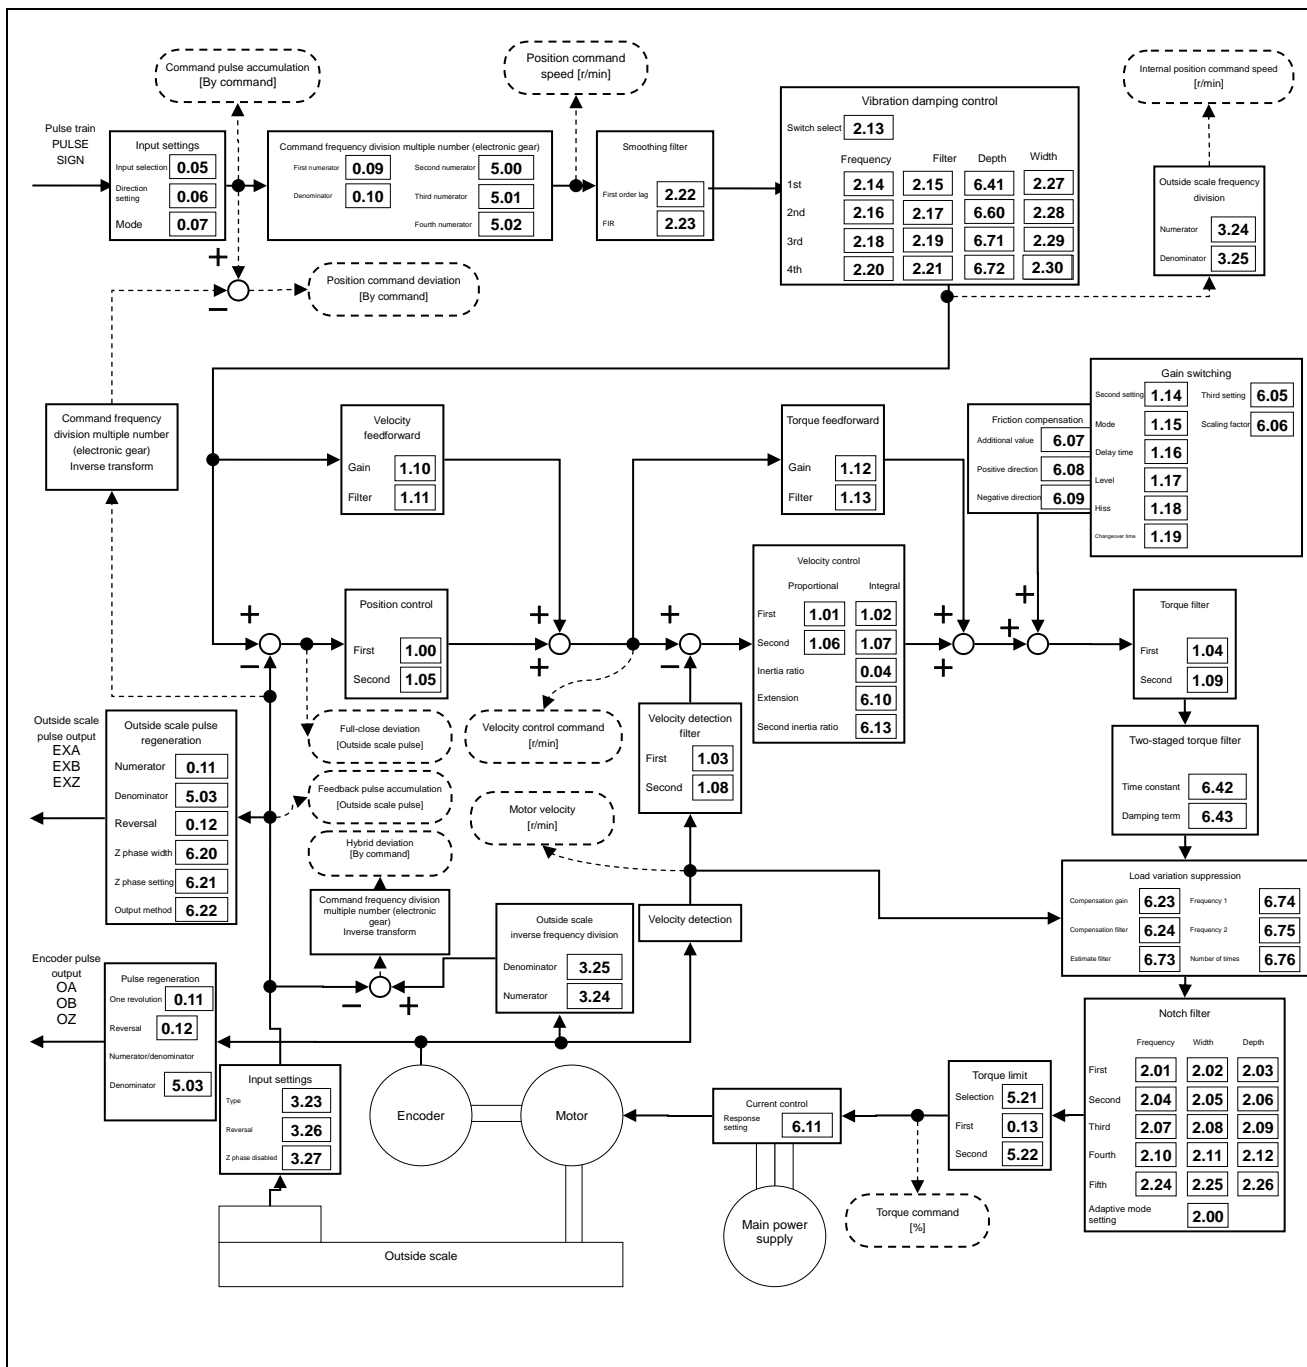 Command pulse accumulation
[By command]
Position command
speed [r/min]
Internal position command speed
[r/min]
Pulse train
PULSE
SIGN
Input settings
Input selection 0.05
Direction
setting 0.06
Mode 0.07
Command frequency division multiple number (electronic gear)
First numerator 0.09 Second numerator 5.00
Denominator 0.10 Third numerator 5.01
Fourth numerator 5.02
Smoothing filter
First order lag 2.22
FIR 2.23
Vibration damping control
Switch select 2.13
Frequency Filter Depth Width
1st 2.14 2.15 6.41 2.27
2nd 2.16 2.17 6.60 2.28
3rd 2.18 2.19 6.71 2.29
4th 2.20 2.21 6.72 2.30
Outside scale frequency
division
Numerator 3.24
Denominator 3.25
+
−
Position command deviation
[By command]
Command frequency
division multiple number
(electronic gear)
Inverse transform
Velocity
feedforward
Gain 1.10
Filter 1.11
Torque feedforward
Gain 1.12
Filter 1.13
Friction compensation
Additional value 6.07
Positive direction 6.08
Negative direction 6.09
Gain switching
Second setting 1.14 Third setting 6.05
Mode 1.15 Scaling factor 6.06
Delay time 1.16
Level 1.17
Hiss 1.18
Changeover time 1.19
+
−
Position control
First 1.00
Second 1.05
+
+
+
−
Velocity control
Proportional Integral
First 1.01 1.02
Second 1.06 1.07
Inertia ratio 0.04
Extension 6.10
Second inertia ratio 6.13
+
+
+
+
Torque filter
First 1.04
Second 1.09
Outside scale
pulse output
EXA
EXB
EXZ
Outside scale pulse
regeneration
Numerator 0.11
Denominator 5.03
Reversal 0.12
Z phase width 6.20
Z phase setting 6.21
Output method 6.22
Full-close deviation
[Outside scale pulse]
Feedback pulse accumulation
[Outside scale pulse]
Hybrid deviation
[By command]
Velocity control command
[r/min]
Motor velocity
[r/min]
Velocity detection
filter
First 1.03
Second 1.08
Two-staged torque filter
Time constant 6.42
Damping term 6.43
Command frequency division
multiple number (electronic
gear)
Inverse transform
Outside scale
inverse frequency division
Denominator 3.25
Numerator 3.24
Velocity detection
Load variation suppression
Compensation gain 6.23 Frequency 1 6.74
Compensation filter 6.24 Frequency 2 6.75
Estimate filter 6.73 Number of times 6.76
−
+
Encoder pulse
output
OA
OB
OZ
Pulse regeneration
One revolution 0.11
Reversal 0.12
Numerator/denominator
Denominator 5.03
Input settings
Type 3.23
Reversal 3.26
Z phase disabled 3.27
Encoder
Motor
Current control
Response
setting 6.11
Torque limit
Selection 5.21
First 0.13
Second 5.22
Notch filter
Frequency Width Depth
First 2.01 2.02 2.03
Second 2.04 2.05 2.06
Third 2.07 2.08 2.09
Fourth 2.10 2.11 2.12
Fifth 2.24 2.25 2.26
Adaptive mode
setting 2.00
Main power
supply
Torque command
[%]
Outside scale